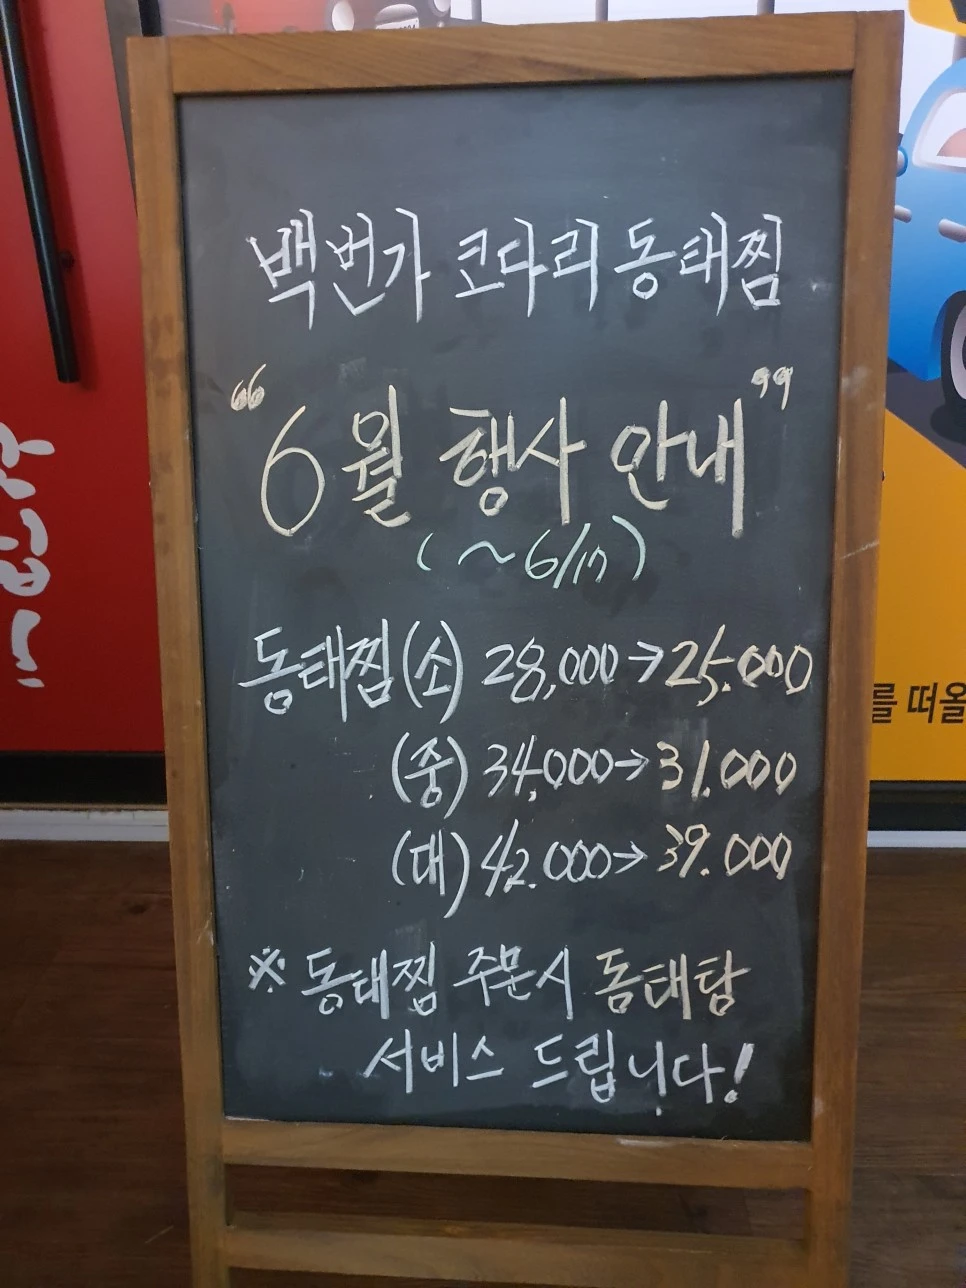 백번가 코다리 동태찜
“6월 행사 안내”
(~6/17)
동태찜(소) 28,000→25.000
(중) 34,000→31.000
(대) 42.000→39.000
※ 동태찜 주문시 동태탕
서비스 드립니다!
를 떠올